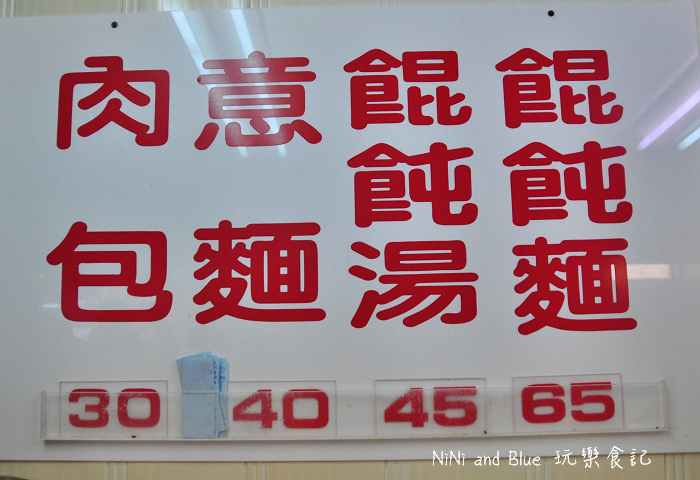 餛飩麵 65
餛飩湯 45
意麵 40
肉包 30
NiNi and Blue 玩樂食記